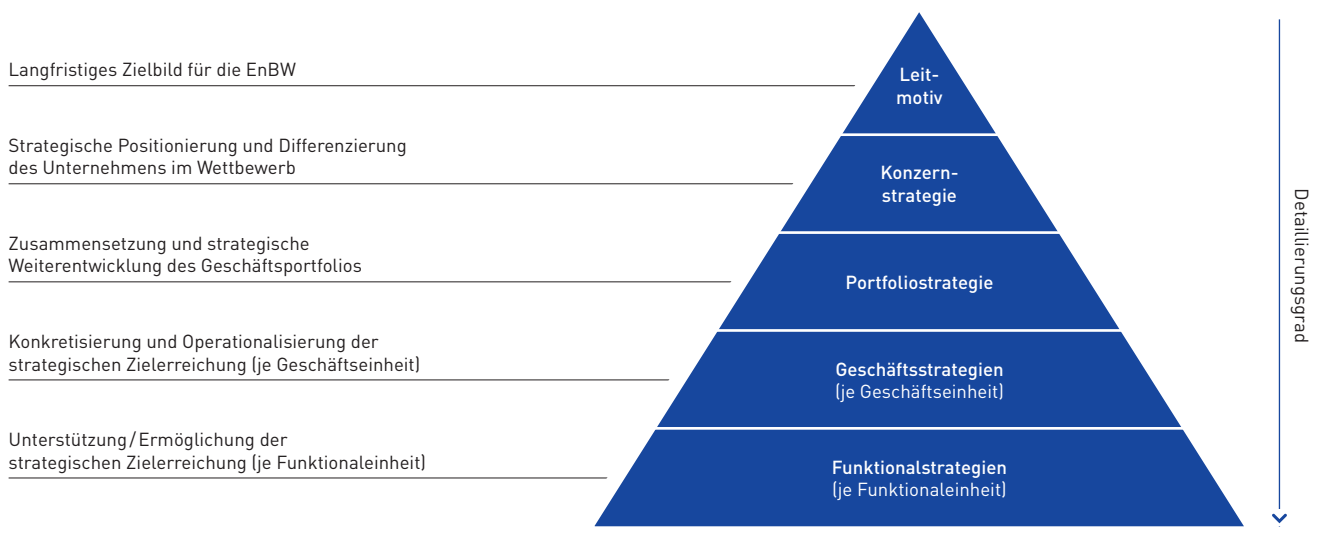 Langfristiges Zielbild für die EnBW
Leit-
motiv
Strategische Positionierung und Differenzierung
des Unternehmens im Wettbewerb
Konzern-
strategie
Zusammensetzung und strategische
Weiterentwicklung des Geschäftsportfolios
Portfoliostrategie
Konkretisierung und Operationalisierung der
strategischen Zielerreichung (je Geschäftseinheit)
Geschäftsstrategien
(je Geschäftseinheit)
Unterstützung/Ermöglichung der
strategischen Zielerreichung (je Funktionaleinheit)
Funktionalstrategien
(je Funktionaleinheit)
Detaillierungsgrad